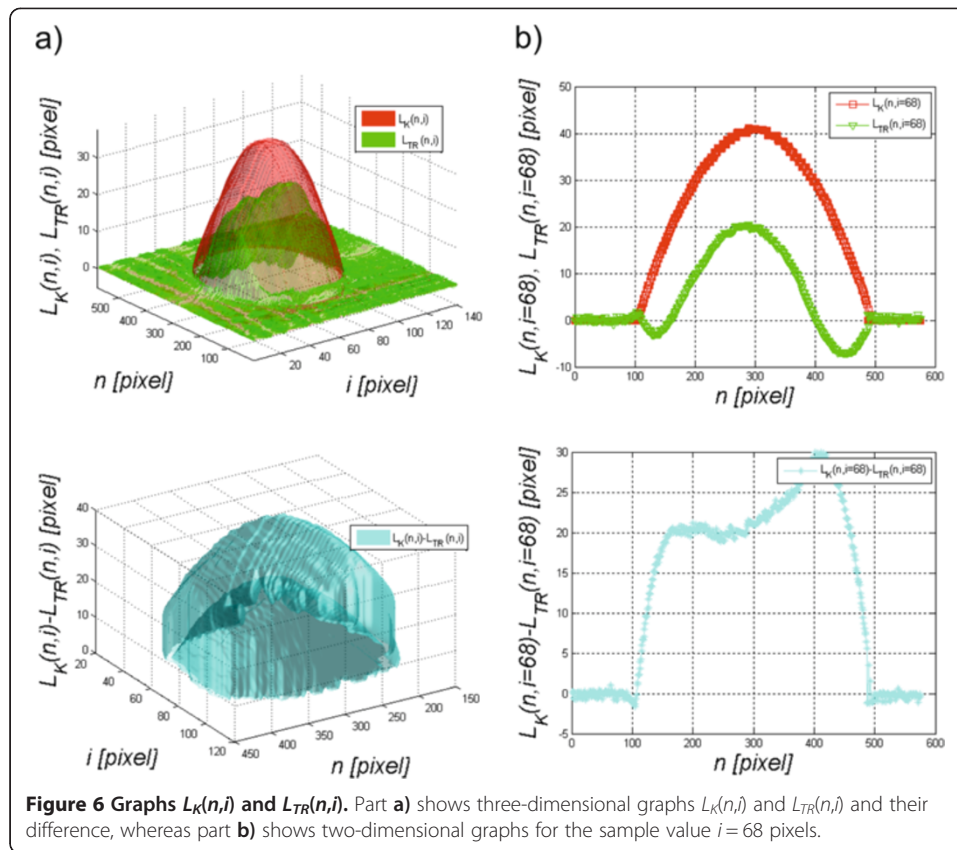 a)
b)
L_K(n,i), L_TR(n,i) [pixel]
30
20
10
0
L_K(n,i)
L_TR(n,i)
500
400
300
200
100
n [pixel]
20
40
60
80
100
120
140
i [pixel]
L_K(n,i=68), L_TR(n,i=68) [pixel]
50
40
30
20
10
0
-10
L_K(n,i=68)
L_TR(n,i=68)
0 100 200 300 400 500 600
n [pixel]
L_K(n,i)-L_TR(n,i) [pixel]
40
30
20
10
0
L_K(n,i)-L_TR(n,i)
20
40
60
80
100
120
i [pixel]
450
400
350
300
250
200
150
n [pixel]
L_K(n,i=68)-L_TR(n,i=68) [pixel]
30
25
20
15
10
5
0
-5
L_K(n,i=68)-L_TR(n,i=68)
0 100 200 300 400 500 600
n [pixel]
Figure 6 Graphs L_K(n,i) and L_TR(n,i). Part a) shows three-dimensional graphs L_K(n,i) and L_TR(n,i) and their
difference, whereas part b) shows two-dimensional graphs for the sample value i = 68 pixels.